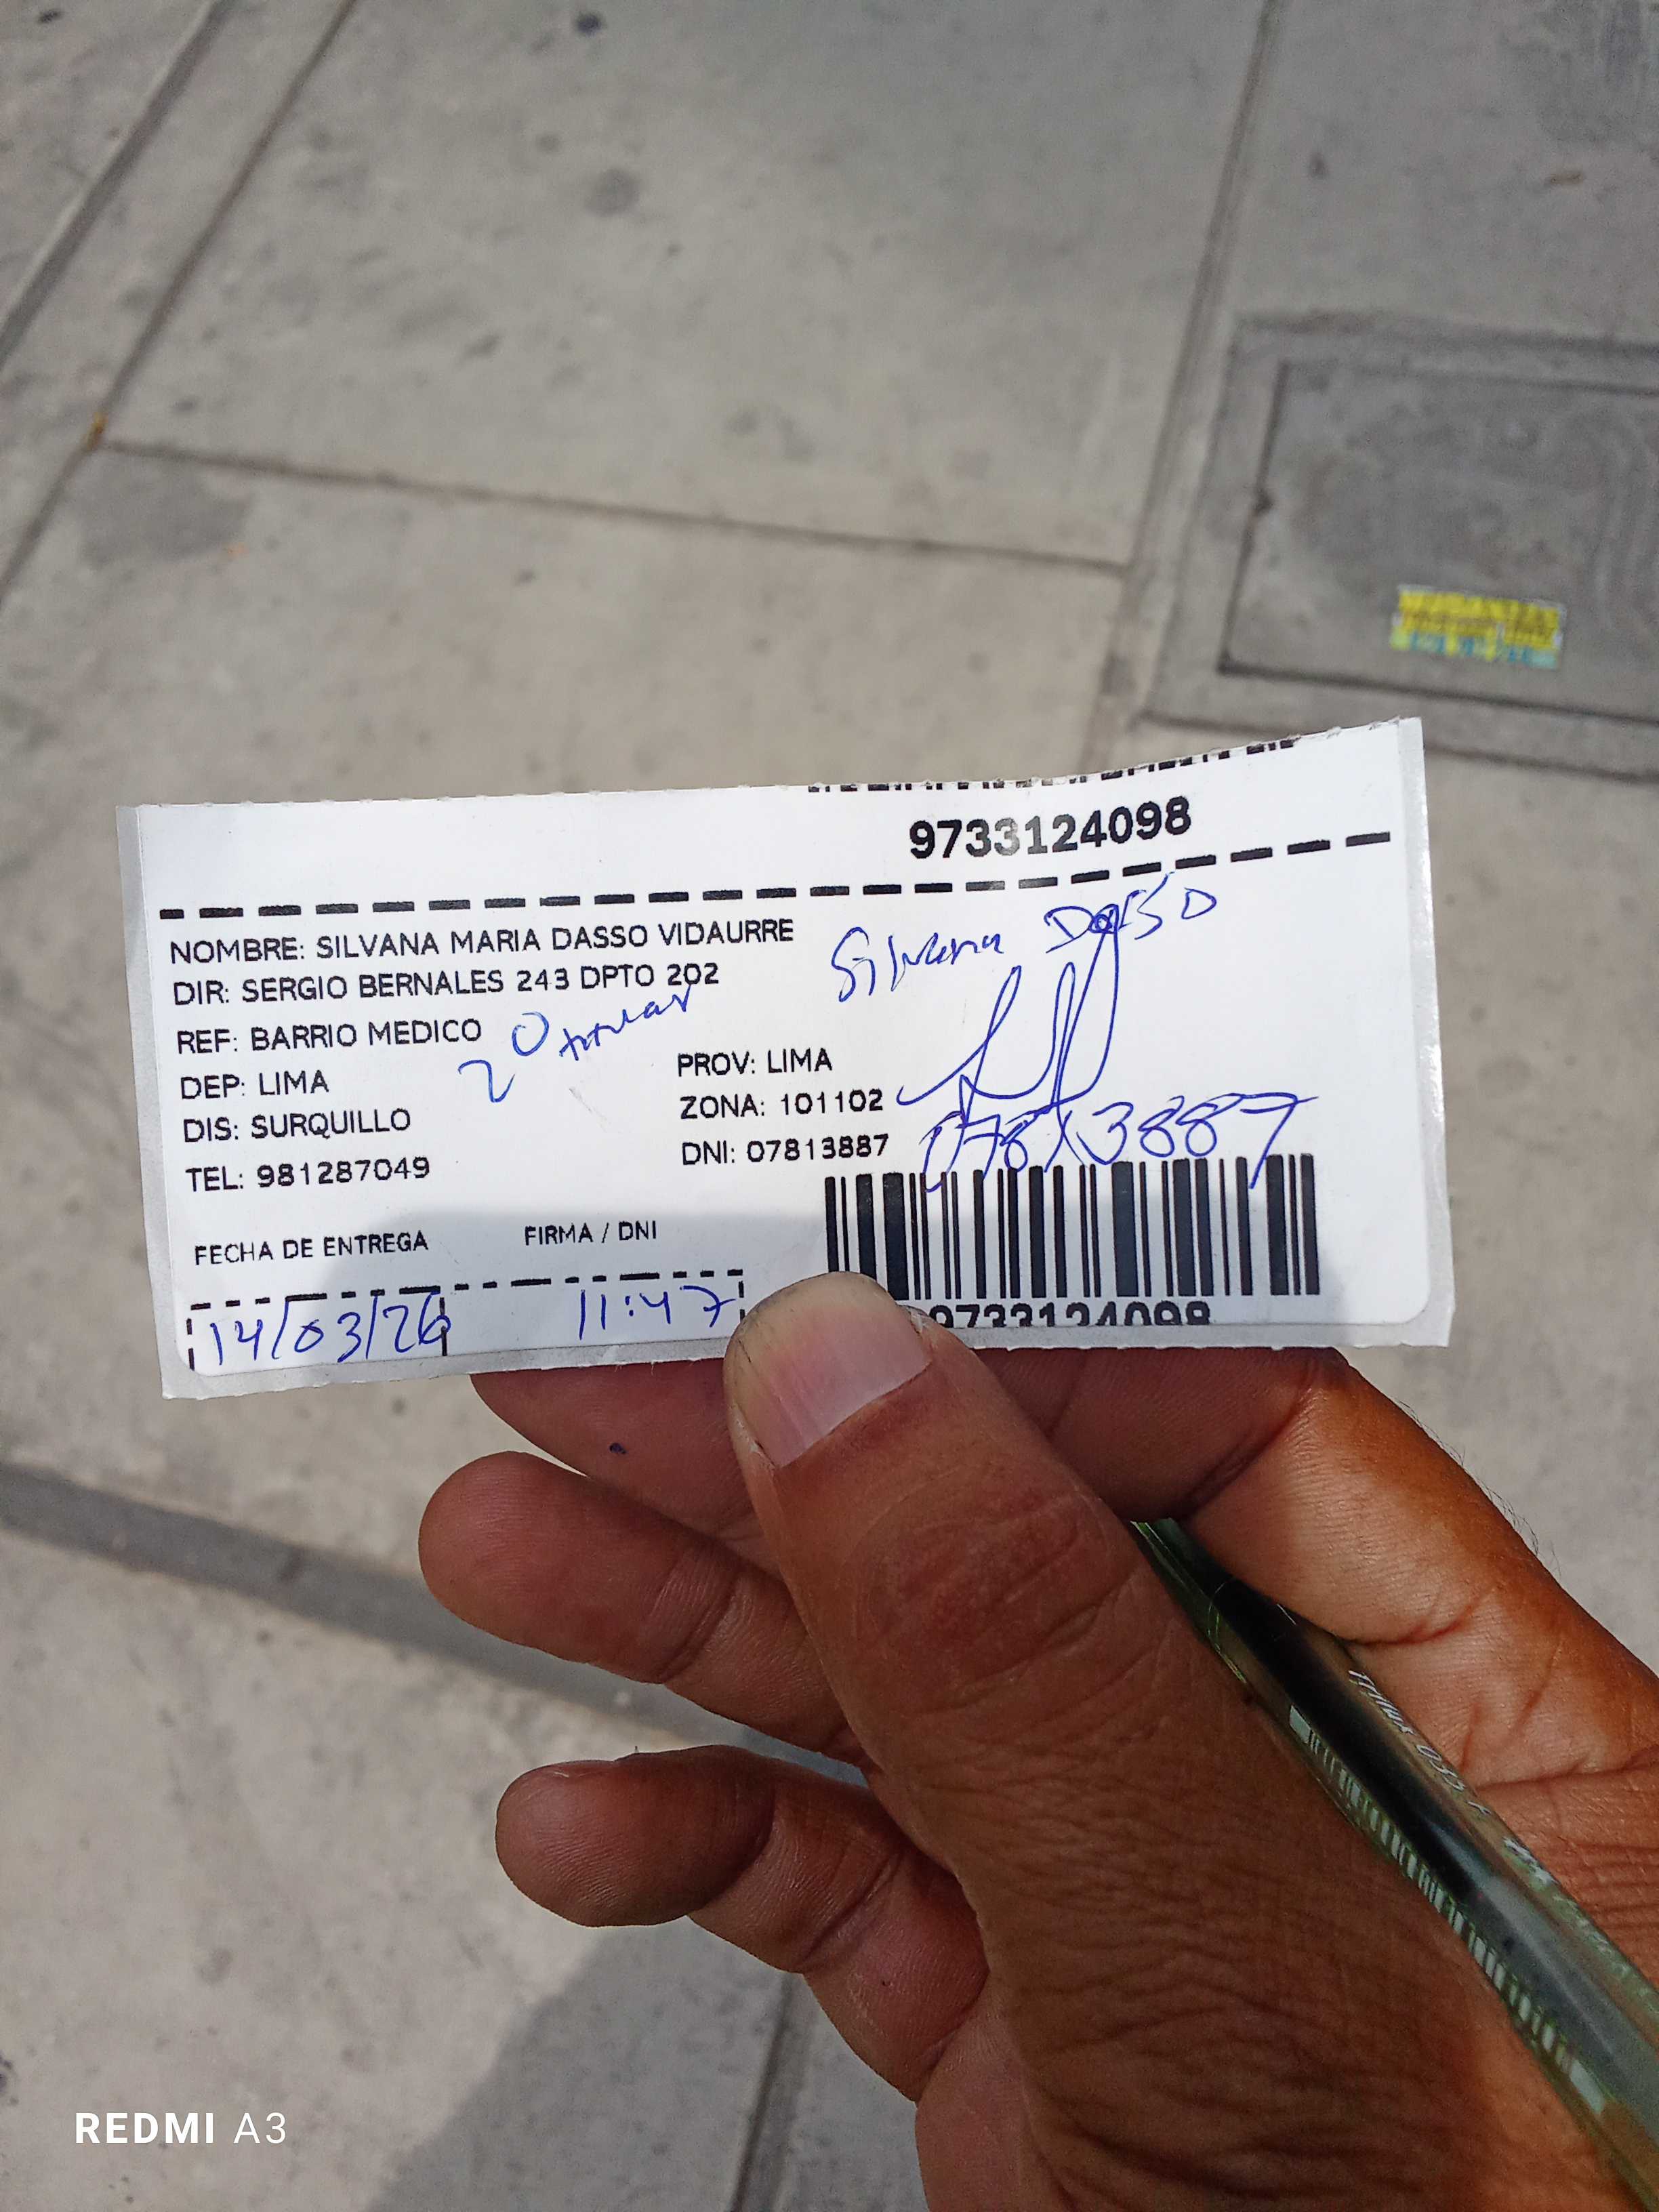 9733124098
NOMBRE: SILVANA MARIA DASSO VIDAURRE
Silvana Dasso
DIR: SERGIO BERNALES 243 DPTO 202
REF: BARRIO MEDICO
DEP: LIMA
PROV: LIMA
DIS: SURQUILLO
ZONA: 101102
TEL: 981287049
DNI: 07813887
07813887
FECHA DE ENTREGA
FIRMA / DNI
14/03/26
11:47
9733124098
REDMI A3